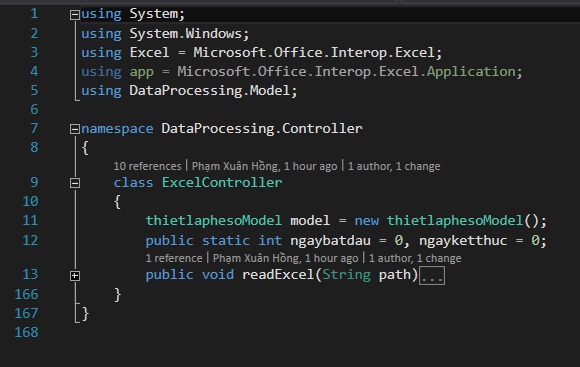 1 using System;
2 using System.Windows;
3 using Excel = Microsoft.Office.Interop.Excel;
4 using app = Microsoft.Office.Interop.Excel.Application;
5 using DataProcessing.Model;
6
7 namespace DataProcessing.Controller
8 {
10 references | Phạm Xuân Hồng, 1 hour ago | 1 author, 1 change
9 class ExcelController
10 {
11 thietlaphesoModel model = new thietlaphesoModel();
12 public static int ngaybatdau = 0, ngayketthuc = 0;
1 reference | Phạm Xuân Hồng, 1 hour ago | 1 author, 1 change
13 public void readExcel(String path)...
166 }
167 }
168